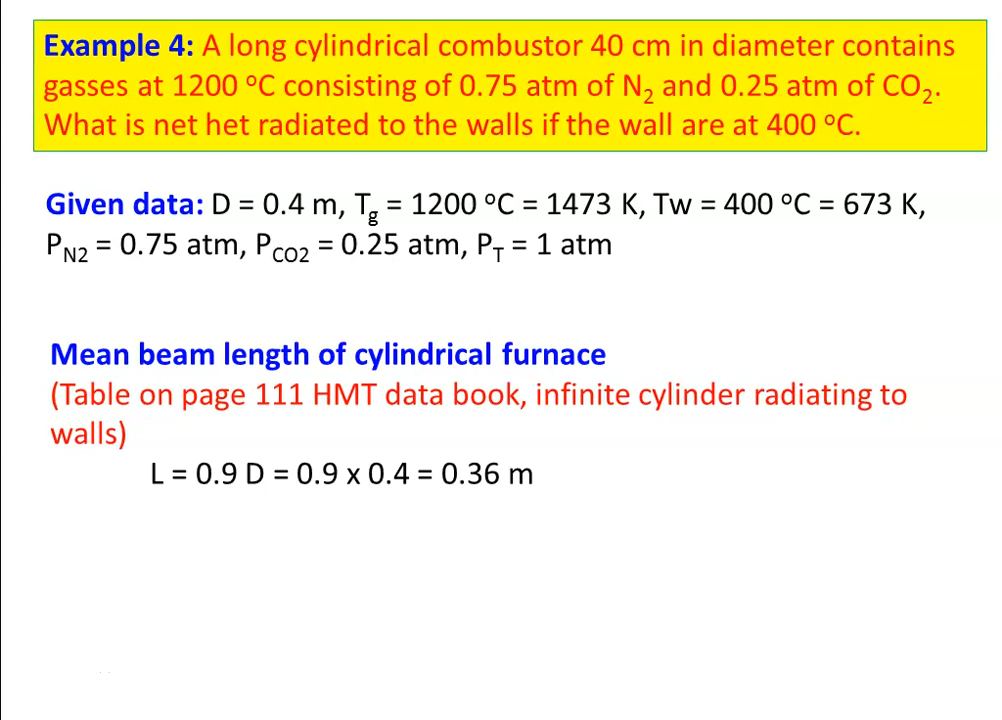 Example 4: A long cylindrical combustor 40 cm in diameter contains
gasses at 1200 ⁰C consisting of 0.75 atm of N₂ and 0.25 atm of CO₂.
What is net het radiated to the walls if the wall are at 400 ⁰C.
Given data: D = 0.4 m, Tg = 1200 ⁰C = 1473 K, Tw = 400 ⁰C = 673 K,
PN2 = 0.75 atm, PCO2 = 0.25 atm, PT = 1 atm
Mean beam length of cylindrical furnace
(Table on page 111 HMT data book, infinite cylinder radiating to
walls)
L = 0.9 D = 0.9 x 0.4 = 0.36 m